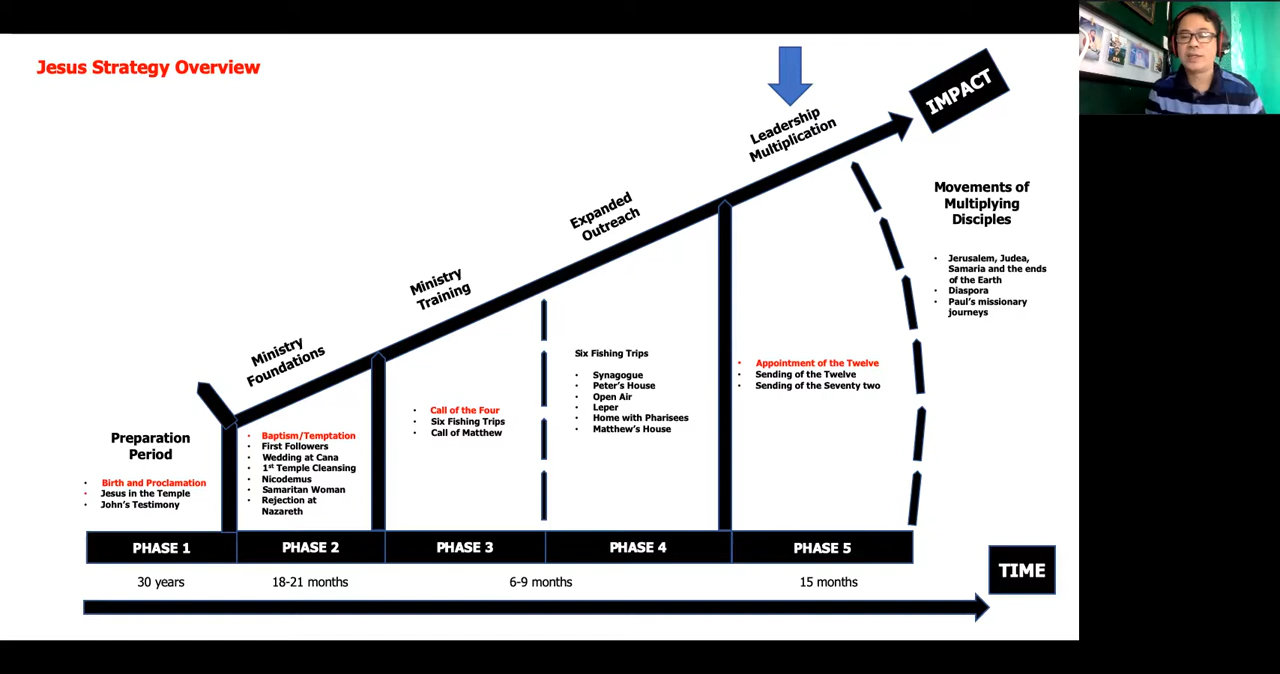 Jesus Strategy Overview
IMPACT
Leadership
Multiplication
Expanded
Outreach
Ministry
Training
Ministry
Foundations
Preparation
Period
• Birth and Proclamation
• Jesus in the Temple
• John's Testimony
• Baptism/Temptation
• First Followers
• Wedding at Cana
• 1st Temple Cleansing
• Nicodemus
• Samaritan Woman
• Rejection at
Nazareth
• Call of the Four
• Six Fishing Trips
• Call of Matthew
Six Fishing Trips
• Synagogue
• Peter's House
• Open Air
• Leper
• Home with Pharisees
• Matthew's House
• Appointment of the Twelve
• Sending of the Twelve
• Sending of the Seventy two
Movements of
Multiplying
Disciples
• Jerusalem, Judea,
Samaria and the ends
of the Earth
• Diaspora
• Paul's missionary
journeys
PHASE 1
PHASE 2
PHASE 3
PHASE 4
PHASE 5
30 years
18-21 months
6-9 months
15 months
TIME